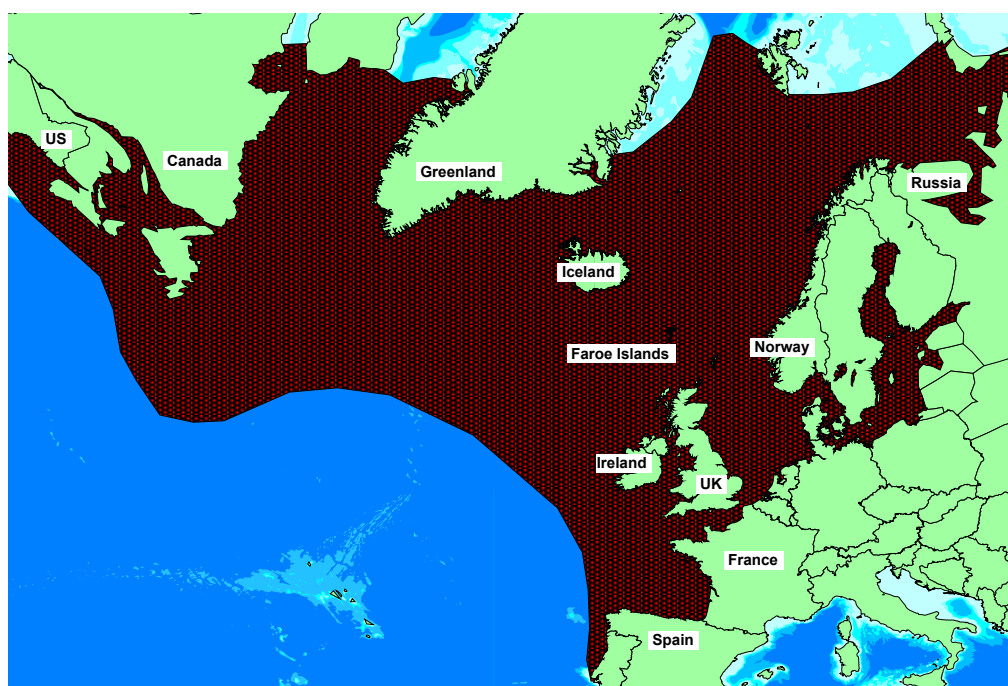 US
Canada
Greenland
Russia
Iceland
Faroe Islands
Norway
Ireland
UK
France
Spain